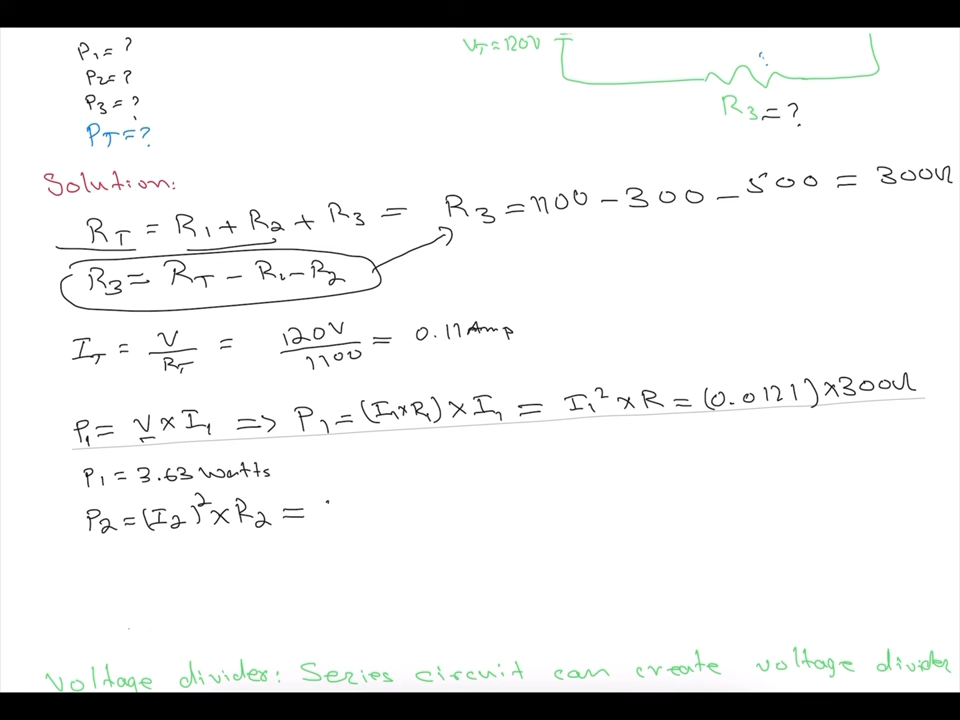 P₁ = ?
P₂ = ?
P₃ = ?
PT = ?
VT = 120V
?
R₃ = ?
Solution:
RT = R₁ + R₂ + R₃ = R₃ = 1100 - 300 - 500 = 300Ω
R₃ = RT - R₁ - R₂
IT = V/RT = 120V/1100 = 0.11 Amp
P₁ = V × I₁ => P₁ = (I₁×R₁) × I₁ = I₁² × R = (0.0121) × 300Ω
P₁ = 3.63 Watts
P₂ = (I₂)² × R₂ =
Voltage divider: Series circuit can create voltage divider